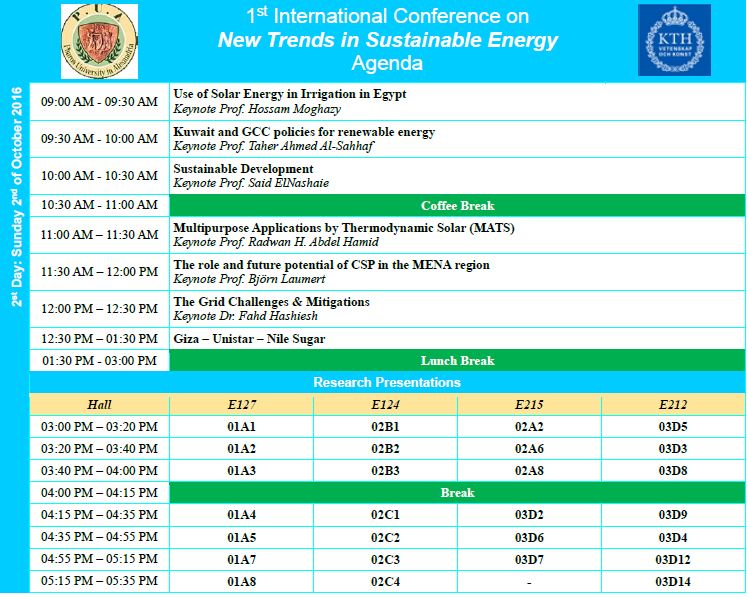 P.U.A
Pharos University in Alexandria
1st International Conference on
New Trends in Sustainable Energy
Agenda
KTH
VETENSKAP
OCH KONST
2st Day: Sunday 2nd of October 2016
09:00 AM - 09:30 AM Use of Solar Energy in Irrigation in Egypt
Keynote Prof. Hossam Moghazy
09:30 AM - 10:00 AM Kuwait and GCC policies for renewable energy
Keynote Prof. Taher Ahmed Al-Sahhaf
10:00 AM - 10:30 AM Sustainable Development
Keynote Prof. Said ElNashaie
10:30 AM - 11:00 AM Coffee Break
11:00 AM – 11:30 AM Multipurpose Applications by Thermodynamic Solar (MATS)
Keynote Prof. Radwan H. Abdel Hamid
11:30 AM – 12:00 PM The role and future potential of CSP in the MENA region
Keynote Prof. Björn Laumert
12:00 PM – 12:30 PM The Grid Challenges & Mitigations
Keynote Dr. Fahd Hashiesh
12:30 PM – 01:30 PM Giza – Unistar – Nile Sugar
01:30 PM - 03:00 PM Lunch Break
Research Presentations
Hall E127 E124 E215 E212
03:00 PM – 03:20 PM 01A1 02B1 02A2 03D5
03:20 PM – 03:40 PM 01A2 02B2 02A6 03D3
03:40 PM – 04:00 PM 01A3 02B3 02A8 03D8
04:00 PM – 04:15 PM Break
04:15 PM – 04:35 PM 01A4 02C1 03D2 03D9
04:35 PM – 04:55 PM 01A5 02C2 03D6 03D4
04:55 PM – 05:15 PM 01A7 02C3 03D7 03D12
05:15 PM – 05:35 PM 01A8 02C4 - 03D14